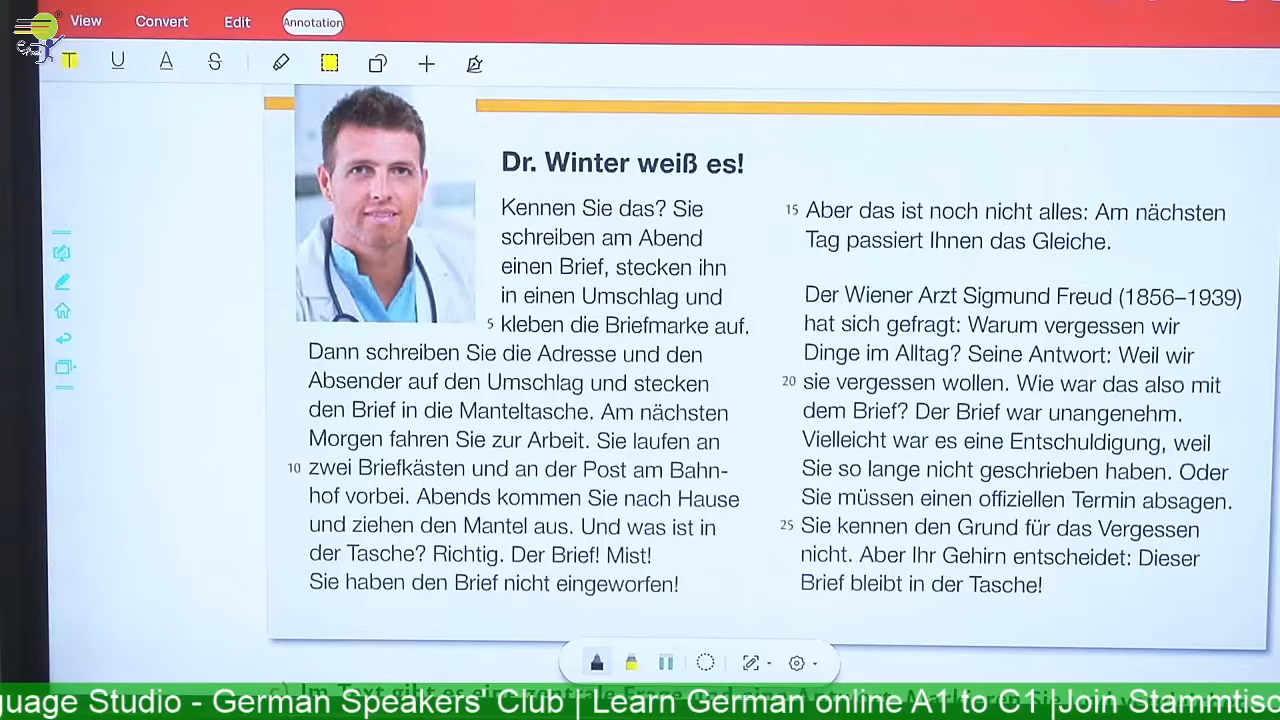 View Convert Edit Annotation
T U A S
Dr. Winter weiß es!
Kennen Sie das? Sie
schreiben am Abend
einen Brief, stecken ihn
in einen Umschlag und
5 kleben die Briefmarke auf.
Dann schreiben Sie die Adresse und den
Absender auf den Umschlag und stecken
den Brief in die Manteltasche. Am nächsten
Morgen fahren Sie zur Arbeit. Sie laufen an
10 zwei Briefkästen und an der Post am Bahn-
hof vorbei. Abends kommen Sie nach Hause
und ziehen den Mantel aus. Und was ist in
der Tasche? Richtig. Der Brief! Mist!
Sie haben den Brief nicht eingeworfen!
15 Aber das ist noch nicht alles: Am nächsten
Tag passiert Ihnen das Gleiche.
Der Wiener Arzt Sigmund Freud (1856–1939)
hat sich gefragt: Warum vergessen wir
Dinge im Alltag? Seine Antwort: Weil wir
20 sie vergessen wollen. Wie war das also mit
dem Brief? Der Brief war unangenehm.
Vielleicht war es eine Entschuldigung, weil
Sie so lange nicht geschrieben haben. Oder
Sie müssen einen offiziellen Termin absagen.
25 Sie kennen den Grund für das Vergessen
nicht. Aber Ihr Gehirn entscheidet: Dieser
Brief bleibt in der Tasche!
guage Studio - German Speakers' Club | Learn German online A1 to C1 |Join Stammtisc